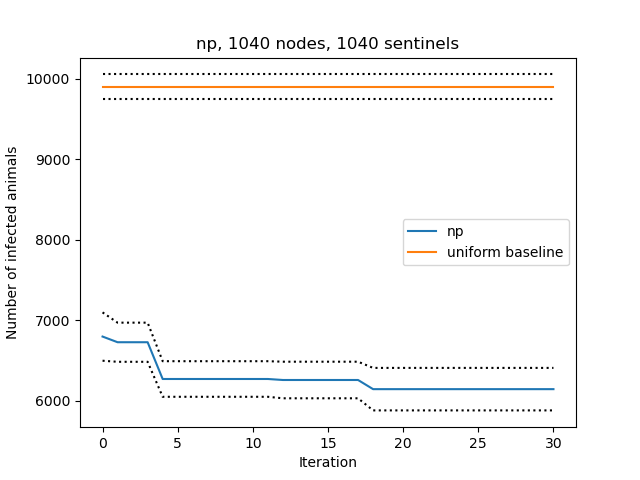 np, 1040 nodes, 1040 sentinels
10000
9000
8000
7000
6000
Number of infected animals
np
uniform baseline
0 5 10 15 20 25 30
Iteration